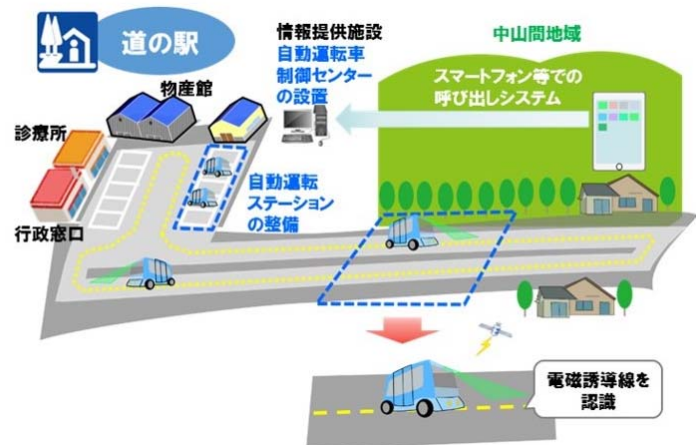 道の駅
情報提供施設
自動運転車
制御センター
の設置
中山間地域
スマートフォン等での
呼び出しシステム
物産館
診療所
行政窓口
自動運転
ステーション
の整備
電磁誘導線を
認識